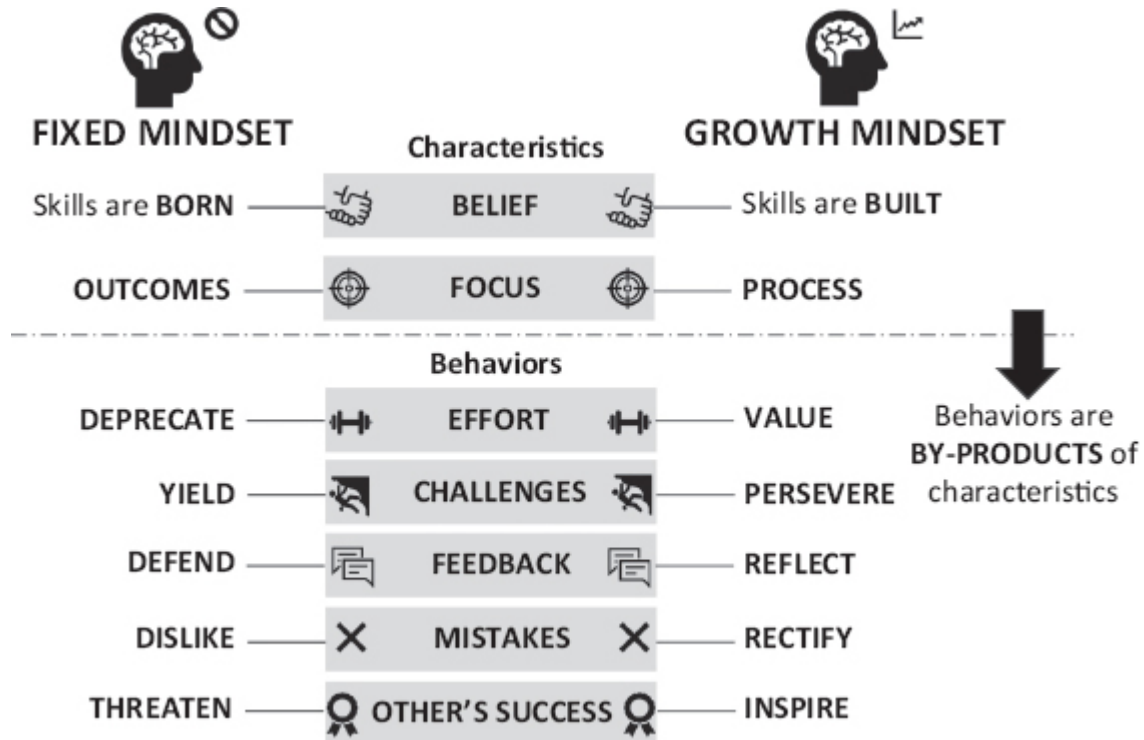 FIXED MINDSET
GROWTH MINDSET
Characteristics
Skills are BORN
BELIEF
Skills are BUILT
OUTCOMES
FOCUS
PROCESS
Behaviors
DEPRECATE
EFFORT
VALUE
Behaviors are
BY-PRODUCTS of
characteristics
YIELD
CHALLENGES
PERSEVERE
DEFEND
FEEDBACK
REFLECT
DISLIKE
MISTAKES
RECTIFY
THREATEN
OTHER'S SUCCESS
INSPIRE